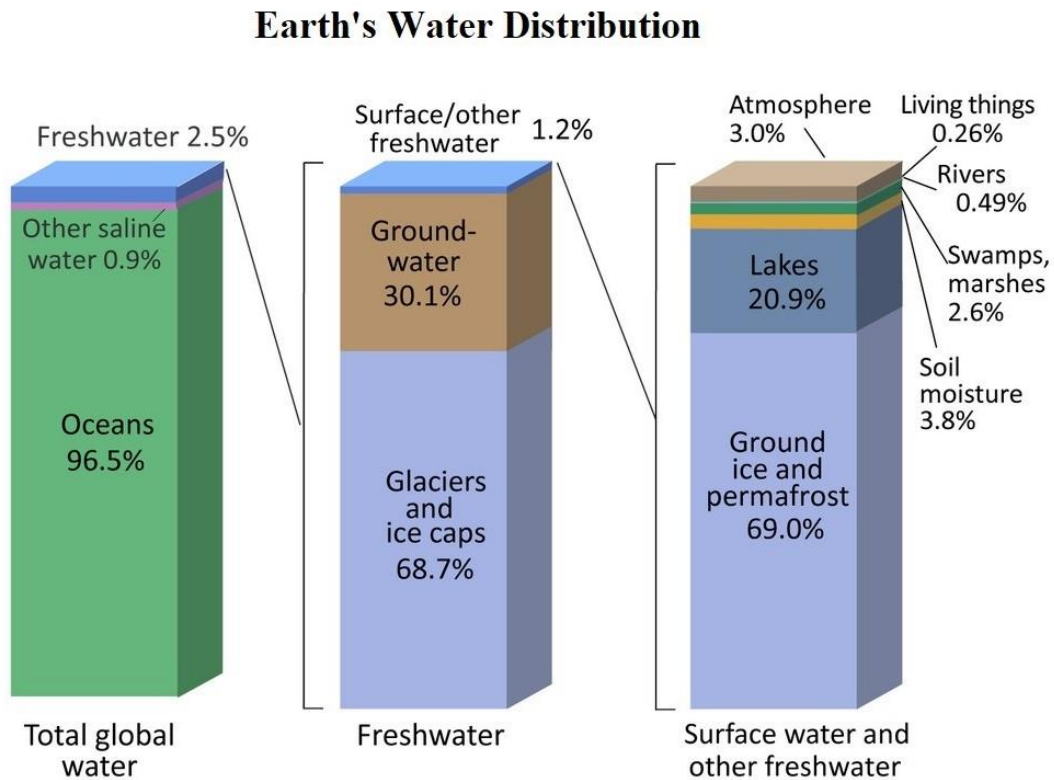 Earth's Water Distribution
Freshwater 2.5%
Other saline
water 0.9%
Oceans
96.5%
Total global
water
Surface/other
freshwater
1.2%
Ground-
water
30.1%
Glaciers
and
ice caps
68.7%
Freshwater
Atmosphere
3.0%
Living things
0.26%
Rivers
0.49%
Swamps,
marshes
2.6%
Soil
moisture
3.8%
Lakes
20.9%
Ground
ice and
permafrost
69.0%
Surface water and
other freshwater